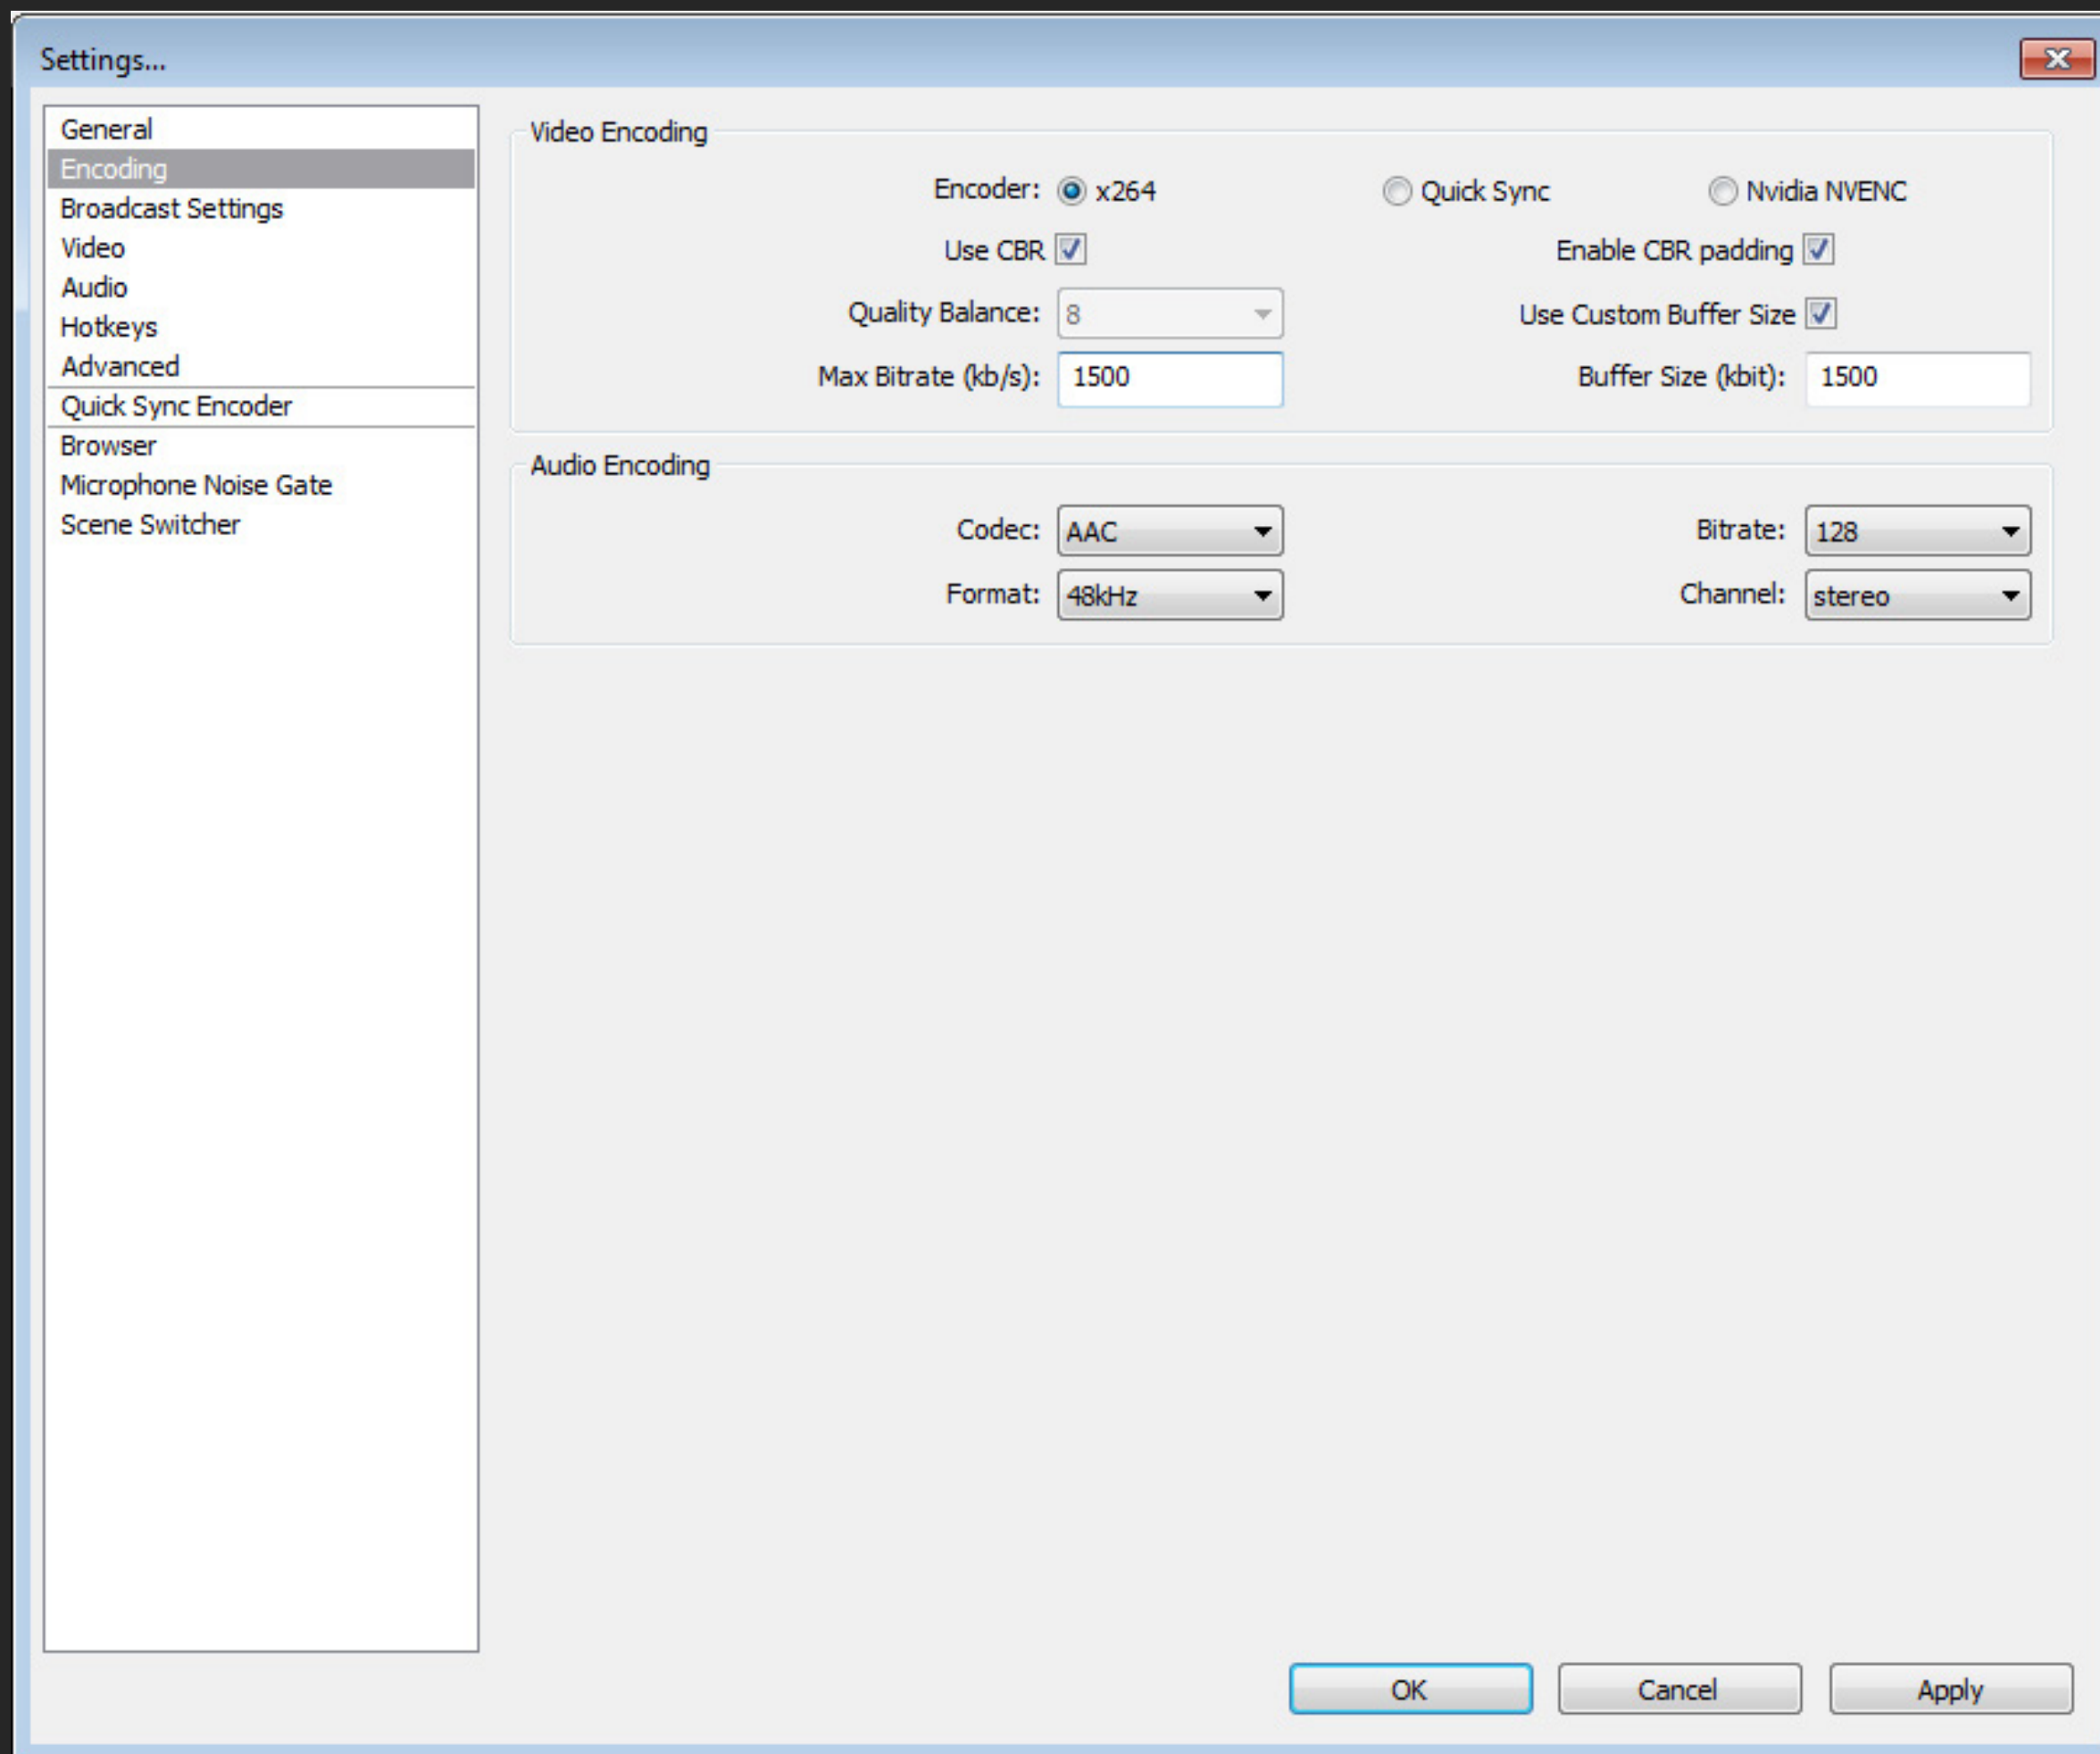 Settings...
General
Encoding
Broadcast Settings
Video
Audio
Hotkeys
Advanced
Quick Sync Encoder
Browser
Microphone Noise Gate
Scene Switcher
Video Encoding
Encoder: x264 Quick Sync Nvidia NVENC
Use CBR Enable CBR padding
Quality Balance: 8 Use Custom Buffer Size
Max Bitrate (kb/s): 1500 Buffer Size (kbit): 1500
Audio Encoding
Codec: AAC Bitrate: 128
Format: 48kHz Channel: stereo
OK Cancel Apply